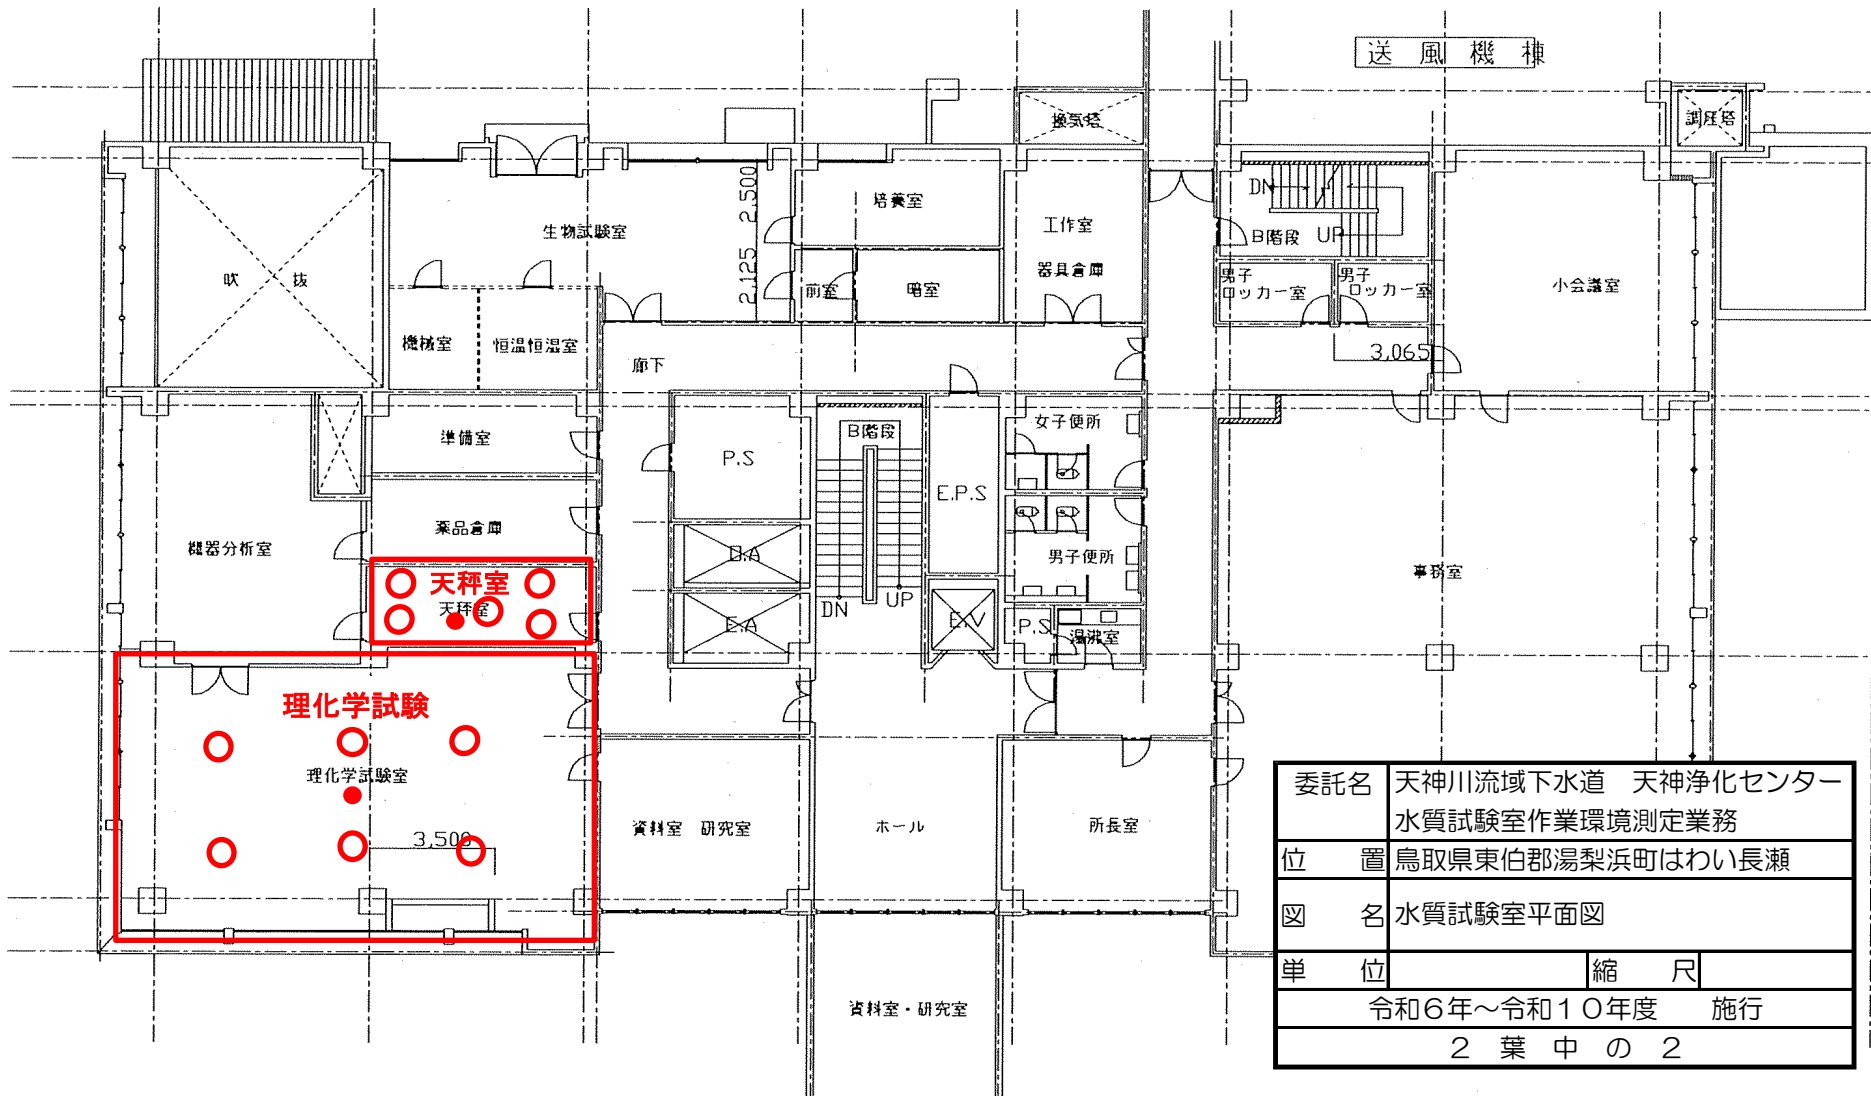 送風機棟
換気塔
調圧塔
DN
B階段
UP
培養室
生物試験室
2,500
2,125
工作室
器具倉庫
吹抜
前室
暗室
男子
ロッカー室
男子
ロッカー室
小会議室
機械室
恒温恒湿室
廊下
3,065
準備室
P.S
B階段
女子便所
E.P.S
薬品倉庫
機器分析室
O.A
男子便所
事務室
天秤室
天秤室
E.A
DN
UP
E.V
P.S
湯沸室
理化学試験
理化学試験室
3,500
資料室 研究室
ホール
所長室
資料室・研究室
委託名 天神川流域下水道 天神浄化センター
水質試験室作業環境測定業務
位置 鳥取県東伯郡湯梨浜町はわい長瀬
図名 水質試験室平面図
単位 縮尺
令和6年～令和10年度 施行
2葉中の2